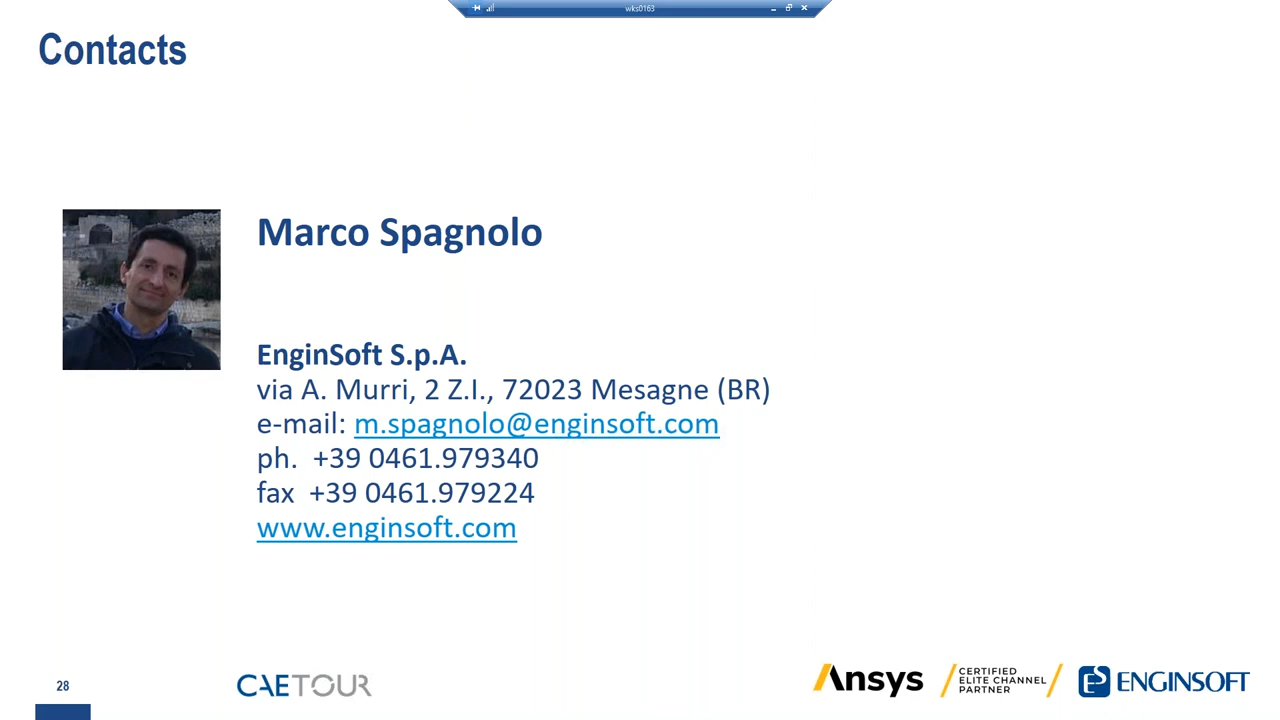 wks0163
Contacts
Marco Spagnolo
EnginSoft S.p.A.
via A. Murri, 2 Z.I., 72023 Mesagne (BR)
e-mail: m.spagnolo@enginsoft.com
ph. +39 0461.979340
fax +39 0461.979224
www.enginsoft.com
28
CAETOUR
Ansys
CERTIFIED
ELITE CHANNEL
PARTNER
ENGINSOFT